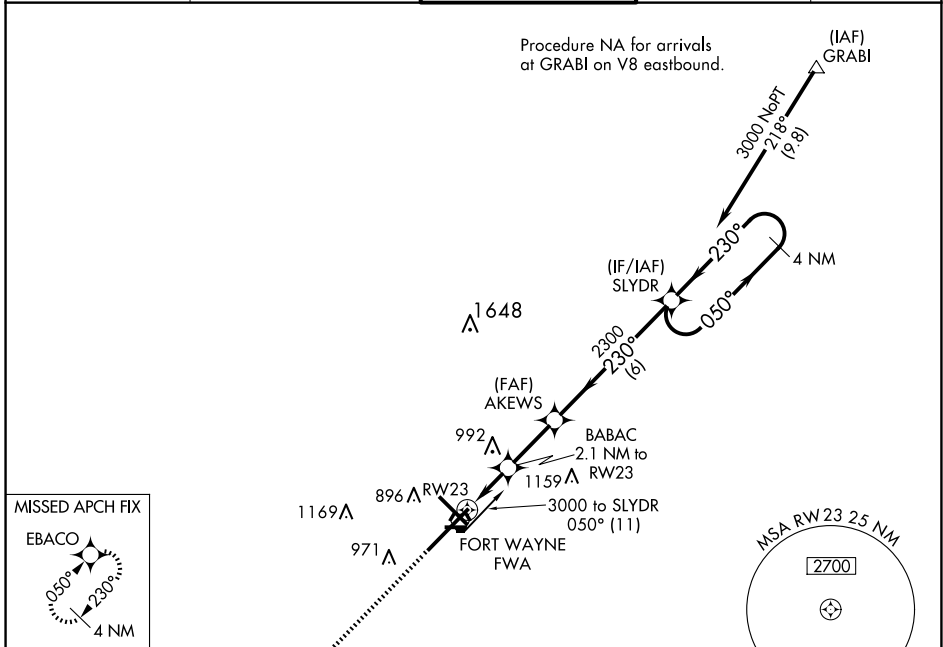 Procedure NA for arrivals
at GRABI on V8 eastbound.
(IAF)
GRABI
3000 NoPT
218°
(9.8)
230°
4 NM
050°
(IF/IAF)
SLYDR
1648
2300
230°
(6)
(FAF)
AKEWS
992
BABAC
2.1 NM to
RW23
1159
896
RW23
1169
3000 to SLYDR
050° (11)
971
FORT WAYNE
FWA
MISSED APCH FIX
EBACO
050°
230°
4 NM
MSA RW23 25 NM
2700